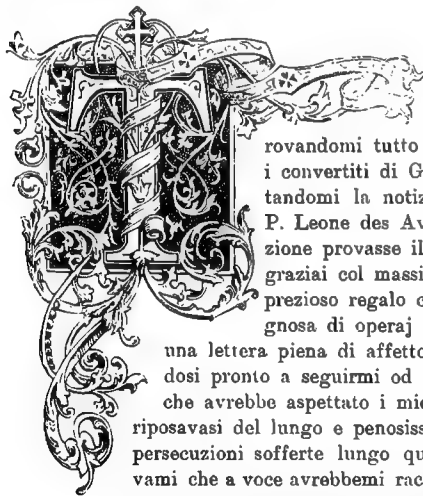 Trovandomi tutto
i convertiti di G
tandomi la notiz
P. Leone des Av
zione provasse il
graziai col massi
prezioso regalo c
gnosa di operaj
una lettera piena di affetto
dosi pronto a seguirmi od
che avrebbe aspettato i mie
riposavasi del lungo e penosiss
persecuzioni sofferte lungo qu
vami che a voce avrebbemi rac